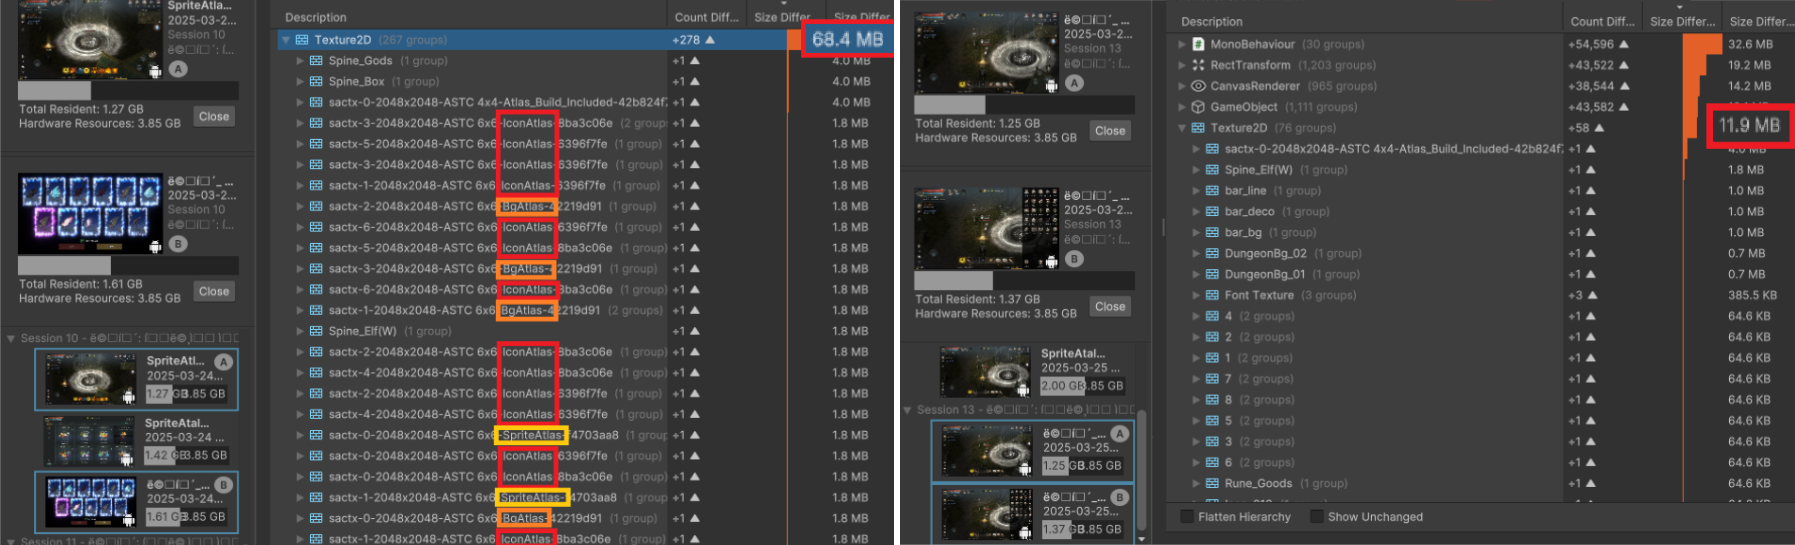 SpriteAtl...
2025-03-2...
Session 10
A
Total Resident: 1.27 GB
Hardware Resources: 3.85 GB
Close
2025-03-2...
Session 10
B
Total Resident: 1.61 GB
Hardware Resources: 3.85 GB
Close
Session 10 -
SpriteAtl...
A
2025-03-24...
1.27 GB 3.85 GB
SpriteAtal...
2025-03-24
1.42 GB 3.85 GB
B
2025-03-24...
1.61 GB 3.85 GB
Session 11 -
Description Count Diff... Size Differ... Size Differ...
Texture2D (267 groups) +278 68.4 MB
Spine_Gods (1 group) +1 4.0 MB
Spine_Box (1 group) +1 4.0 MB
sactx-0-2048x2048-ASTC 4x4-Atlas_Build_Included-42b824f7 +1 4.0 MB
sactx-3-2048x2048-ASTC 6x6-IconAtlas-8ba3c06e (2 group +1 1.8 MB
sactx-5-2048x2048-ASTC 6x6-IconAtlas-6396f7fe (1 group) +1 1.8 MB
sactx-3-2048x2048-ASTC 6x6-IconAtlas-6396f7fe (1 group) +1 1.8 MB
sactx-1-2048x2048-ASTC 6x6-IconAtlas-6396f7fe (1 group) +1 1.8 MB
sactx-2-2048x2048-ASTC 6x6-BgAtlas-42219d91 (1 group) +1 1.8 MB
sactx-6-2048x2048-ASTC 6x6-IconAtlas-6396f7fe (1 group) +1 1.8 MB
sactx-5-2048x2048-ASTC 6x6-IconAtlas-8ba3c06e (1 group) +1 1.8 MB
sactx-3-2048x2048-ASTC 6x6-BgAtlas-42219d91 (1 group) +1 1.8 MB
sactx-6-2048x2048-ASTC 6x6-IconAtlas-8ba3c06e (1 group) +1 1.8 MB
sactx-1-2048x2048-ASTC 6x6-BgAtlas-42219d91 (2 groups) +1 1.8 MB
Spine_Elf(W) (1 group) +1 1.8 MB
sactx-2-2048x2048-ASTC 6x6-IconAtlas-8ba3c06e (1 group) +1 1.8 MB
sactx-4-2048x2048-ASTC 6x6-IconAtlas-8ba3c06e (1 group) +1 1.8 MB
sactx-2-2048x2048-ASTC 6x6-IconAtlas-6396f7fe (1 group) +1 1.8 MB
sactx-4-2048x2048-ASTC 6x6-IconAtlas-6396f7fe (1 group) +1 1.8 MB
sactx-0-2048x2048-ASTC 6x6-SpriteAtlas-f4703aa8 (1 group +1 1.8 MB
sactx-0-2048x2048-ASTC 6x6-IconAtlas-6396f7fe (1 group) +1 1.8 MB
sactx-0-2048x2048-ASTC 6x6-IconAtlas-8ba3c06e (1 group) +1 1.8 MB
sactx-1-2048x2048-ASTC 6x6-SpriteAtlas-f4703aa8 (1 group +1 1.8 MB
sactx-0-2048x2048-ASTC 6x6-BgAtlas-42219d91 (1 group) +1 1.8 MB
sactx-1-2048x2048-ASTC 6x6-IconAtlas-8ba3c06e (1 group) +1 1.8 MB
2025-03-2...
Session 13
A
Total Resident: 1.25 GB
Hardware Resources: 3.85 GB
Close
2025-03-2...
Session 13
B
Total Resident: 1.37 GB
Hardware Resources: 3.85 GB
Close
SpriteAtal...
2025-03-25
2.00 GB 3.85 GB
Session 13 -
A
2025-03-25...
1.25 GB 3.85 GB
B
2025-03-25...
1.37 GB 3.85 GB
Description Count Diff... Size Differ... Size Differ...
MonoBehaviour (30 groups) +54,596 32.6 MB
RectTransform (1,203 groups) +43,522 19.2 MB
CanvasRenderer (965 groups) +38,544 14.2 MB
GameObject (1,111 groups) +43,582
Texture2D (76 groups) +58 11.9 MB
sactx-0-2048x2048-ASTC 4x4-Atlas_Build_Included-42b824f7 +1 4.0 MB
Spine_Elf(W) (1 group) +1 1.8 MB
bar_line (1 group) +1 1.0 MB
bar_deco (1 group) +1 1.0 MB
bar_bg (1 group) +1 1.0 MB
DungeonBg_02 (1 group) +1 0.7 MB
DungeonBg_01 (1 group) +1 0.7 MB
Font Texture (3 groups) +3 385.5 KB
4 (2 groups) +1 64.6 KB
2 (2 groups) +1 64.6 KB
1 (2 groups) +1 64.6 KB
7 (2 groups) +1 64.6 KB
8 (2 groups) +1 64.6 KB
5 (2 groups) +1 64.6 KB
3 (2 groups) +1 64.6 KB
6 (2 groups) +1 64.6 KB
Rune_Goods (1 group) +1 64.6 KB
Flatten Hierarchy Show Unchanged